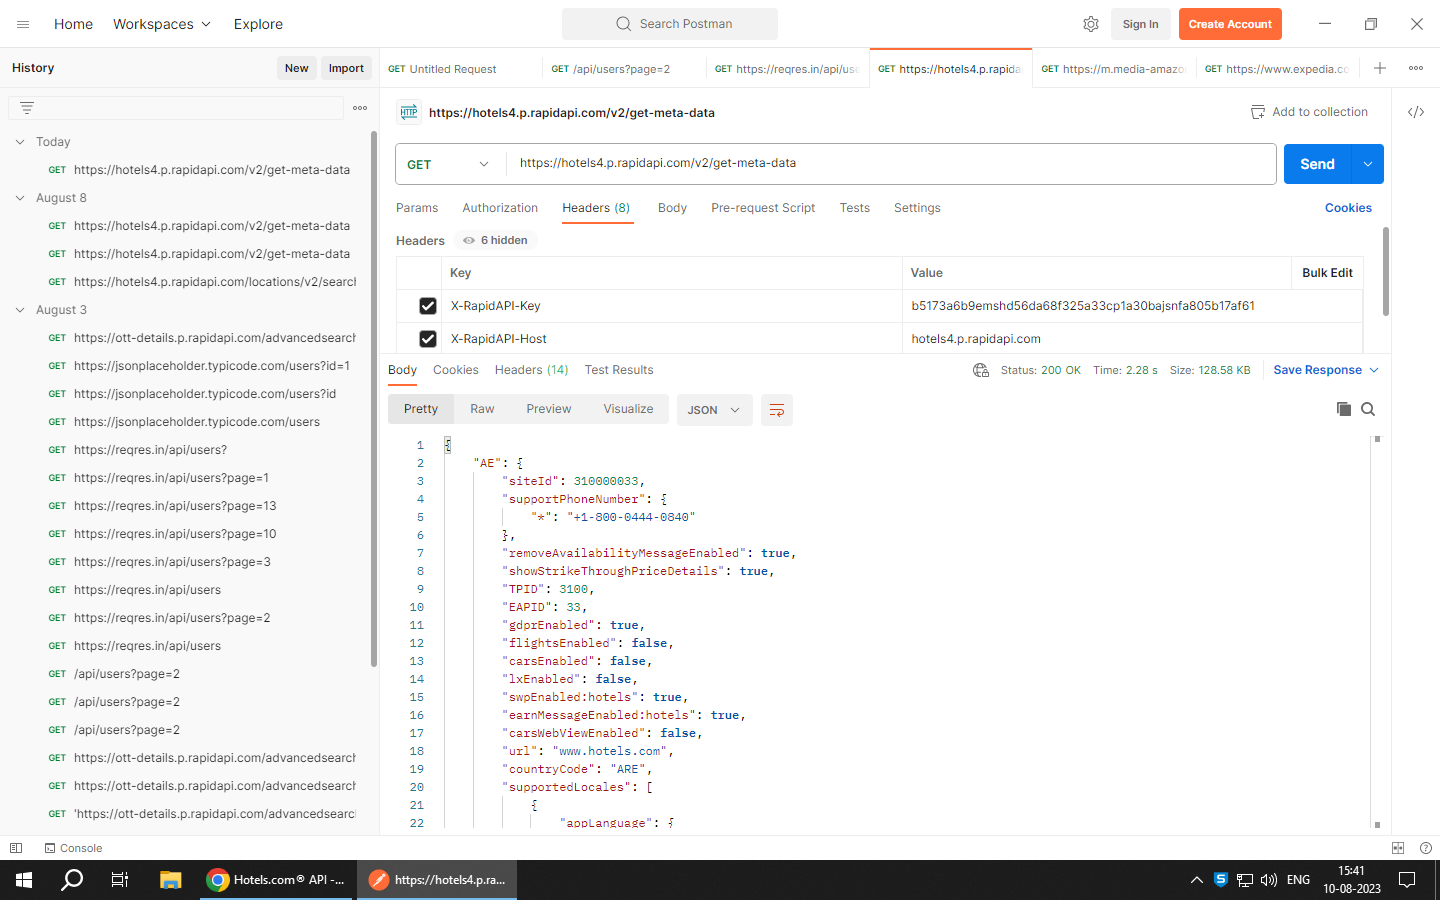 Home
Workspaces
Explore
Search Postman
Sign In
Create Account
History
New
Import
GET Untitled Request
GET /api/users?page=2
GET https://reqres.in/api/use
GET https://hotels4.p.rapida
GET https://m.media-amazo
GET https://www.expedia.co
Today
GET https://hotels4.p.rapidapi.com/v2/get-meta-data
August 8
GET https://hotels4.p.rapidapi.com/v2/get-meta-data
GET https://hotels4.p.rapidapi.com/v2/get-meta-data
GET https://hotels4.p.rapidapi.com/locations/v2/search
August 3
GET https://ott-details.p.rapidapi.com/advancedsearch
GET https://jsonplaceholder.typicode.com/users?id=1
GET https://jsonplaceholder.typicode.com/users?id
GET https://jsonplaceholder.typicode.com/users
GET https://reqres.in/api/users?
GET https://reqres.in/api/users?page=1
GET https://reqres.in/api/users?page=13
GET https://reqres.in/api/users?page=10
GET https://reqres.in/api/users?page=3
GET https://reqres.in/api/users
GET https://reqres.in/api/users?page=2
GET https://reqres.in/api/users
GET /api/users?page=2
GET /api/users?page=2
GET /api/users?page=2
GET https://ott-details.p.rapidapi.com/advancedsearch
GET https://ott-details.p.rapidapi.com/advancedsearch
GET 'https://ott-details.p.rapidapi.com/advancedsearch
HTTP https://hotels4.p.rapidapi.com/v2/get-meta-data
Add to collection
GET https://hotels4.p.rapidapi.com/v2/get-meta-data
Send
Params Authorization Headers (8) Body Pre-request Script Tests Settings
Cookies
Headers 6 hidden
Key Value Bulk Edit
X-RapidAPI-Key b5173a6b9emshd56da68f325a33cp1a30bajsnfa805b17af61
X-RapidAPI-Host hotels4.p.rapidapi.com
Body Cookies Headers (14) Test Results
Status: 200 OK Time: 2.28 s Size: 128.58 KB
Save Response
Pretty Raw Preview Visualize JSON
1 {
2 "AE": {
3 "siteId": 310000033,
4 "supportPhoneNumber": {
5 "*": "+1-800-0444-0840"
6 },
7 "removeAvailabilityMessageEnabled": true,
8 "showStrikeThroughPriceDetails": true,
9 "TPID": 3100,
10 "EAPID": 33,
11 "gdprEnabled": true,
12 "flightsEnabled": false,
13 "carsEnabled": false,
14 "lxEnabled": false,
15 "swpEnabled:hotels": true,
16 "earnMessageEnabled:hotels": true,
17 "carsWebViewEnabled": false,
18 "url": "www.hotels.com",
19 "countryCode": "ARE",
20 "supportedLocales": [
21 {
22 "appLanguage": {
Console
Hotels.com® API -...
https://hotels4.p.ra...
ENG
15:41
10-08-2023